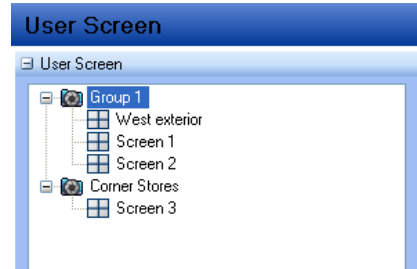 User Screen
User Screen
Group 1
West exterior
Screen 1
Screen 2
Corner Stores
Screen 3